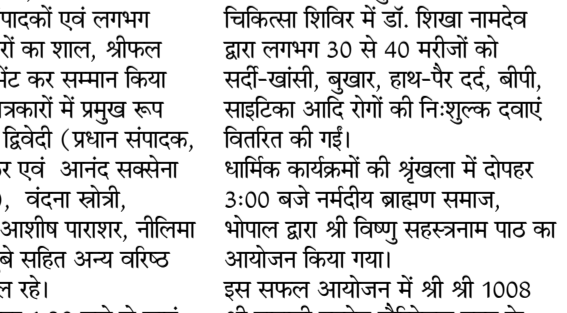 पादकों एवं लगभग
रों का शाल, श्रीफल
भेंट कर सम्मान किया
त्रकारों में प्रमुख रूप
द्विवेदी (प्रधान संपादक,
र एवं आनंद सक्सेना
), वंदना स्रोत्री,
आशीष पाराशर, नीलिमा
बे सहित अन्य वरिष्ठ
ल रहे।
चिकित्सा शिविर में डॉ. शिखा नामदेव
द्वारा लगभग 30 से 40 मरीजों को
सर्दी-खांसी, बुखार, हाथ-पैर दर्द, बीपी,
साइटिका आदि रोगों की निःशुल्क दवाएं
वितरित की गईं।
धार्मिक कार्यक्रमों की श्रृंखला में दोपहर
3:00 बजे नर्मदीय ब्राह्मण समाज,
भोपाल द्वारा श्री विष्णु सहस्त्रनाम पाठ का
आयोजन किया गया।
इस सफल आयोजन में श्री श्री 1008